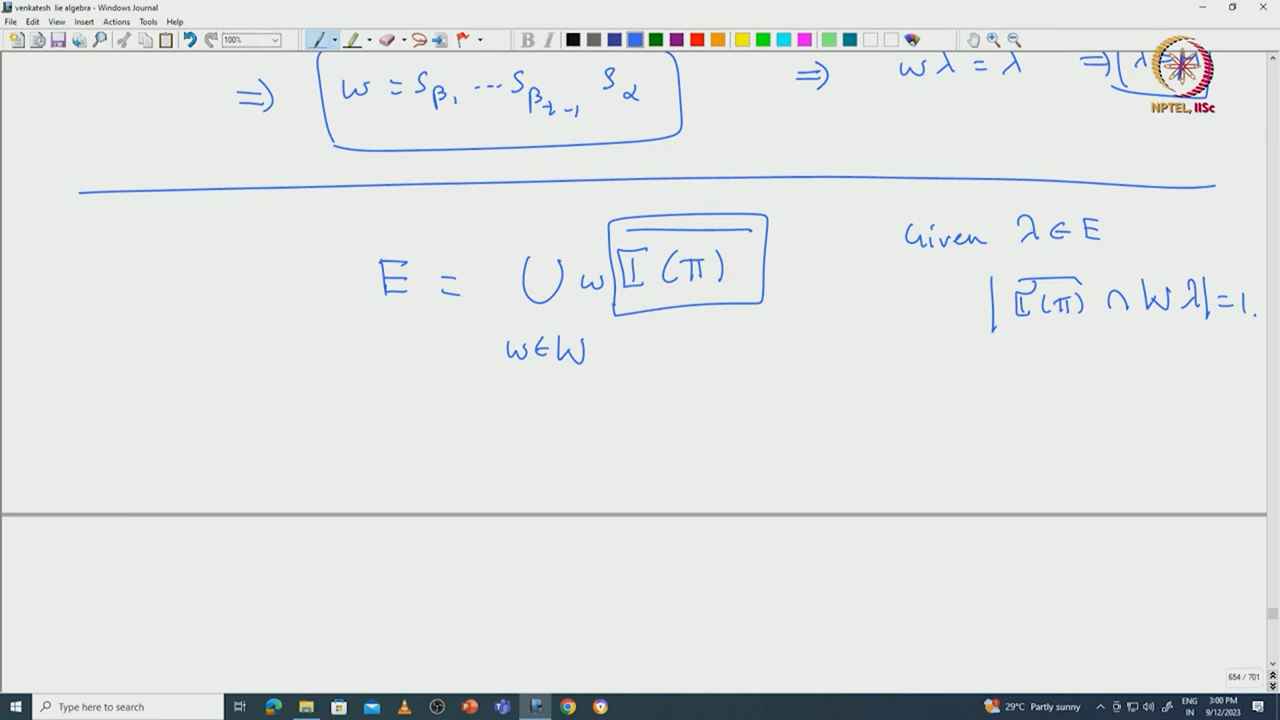 venkatesh lie algebra - Windows Journal
File Edit View Insert Actions Tools Help
100%
⇒ w = S_{β_1} ... S_{β_{t-1}} S_α ⇒ wλ = λ ⇒
NPTEL, IISc
E = ⋃_{w∈W} w \overline{ℂ(π)}
Given λ ∈ E
| \overline{ℂ(π)} ∩ Wλ | = 1.
654 / 701
Type here to search
29°C Partly sunny
ENG
IN
3:00 PM
9/12/2023